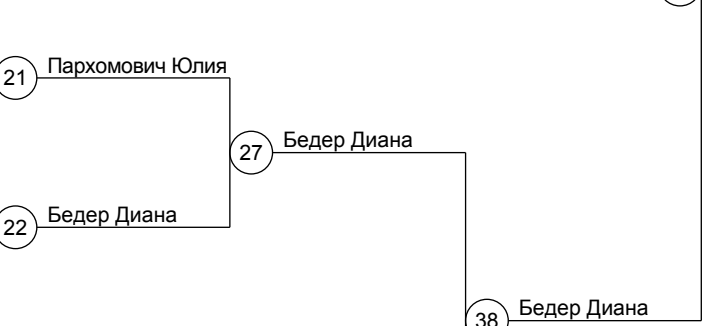 21 Пархомович Юлия
27 Бедер Диана
22 Бедер Диана
38 Бедер Диана